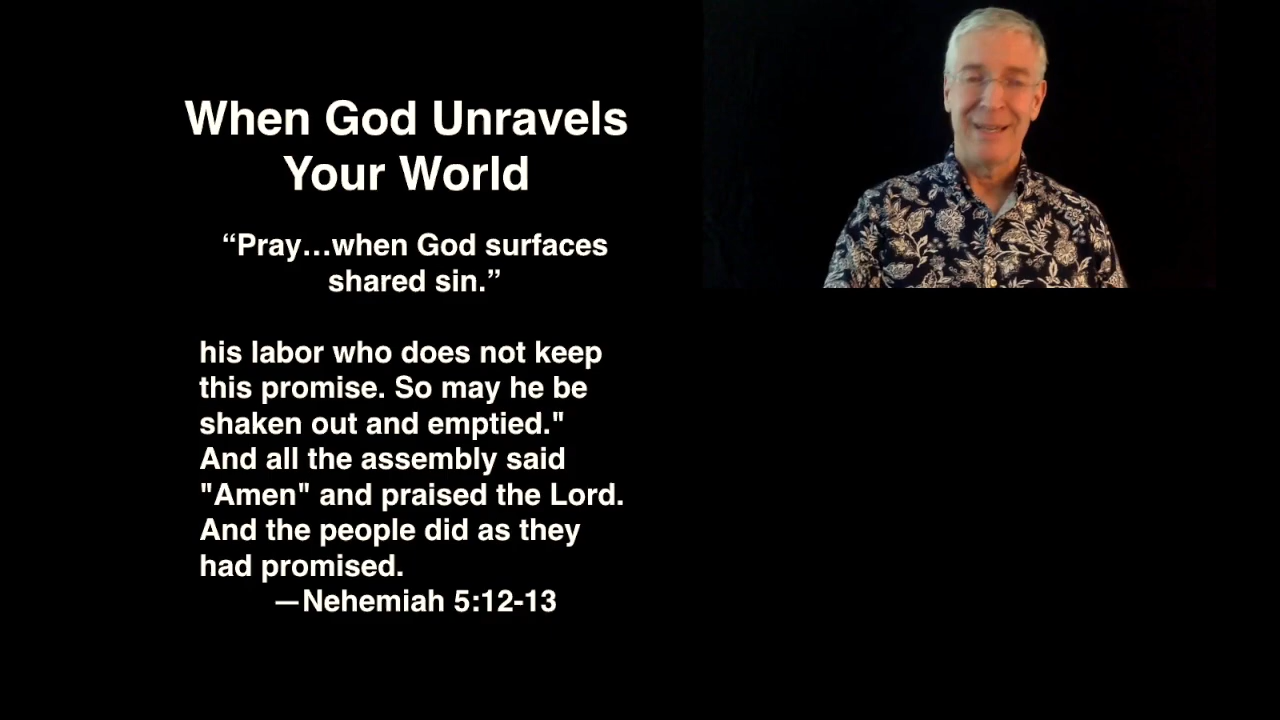 When God Unravels
Your World
“Pray…when God surfaces
shared sin.”
his labor who does not keep
this promise. So may he be
shaken out and emptied."
And all the assembly said
"Amen" and praised the Lord.
And the people did as they
had promised.
—Nehemiah 5:12-13